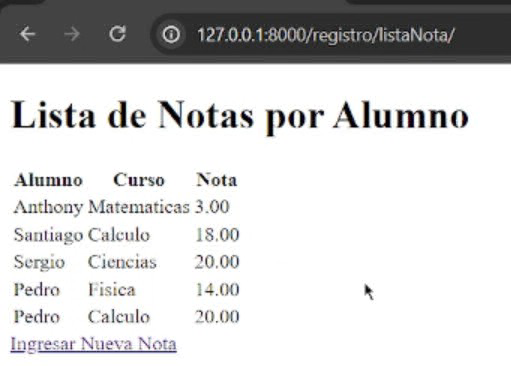 127.0.0.1:8000/registro/listaNota/
Lista de Notas por Alumno
Alumno Curso Nota
Anthony Matematicas 3.00
Santiago Calculo 18.00
Sergio Ciencias 20.00
Pedro Fisica 14.00
Pedro Calculo 20.00
Ingresar Nueva Nota